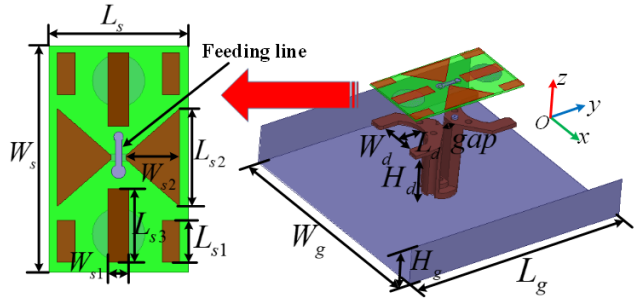 L_s
Feeding line
W_s
W_s2
L_s2
L_s3
L_s1
W_s1
z
y
O
x
W_d
L_d
gap
H_d
W_g
H_g
L_g